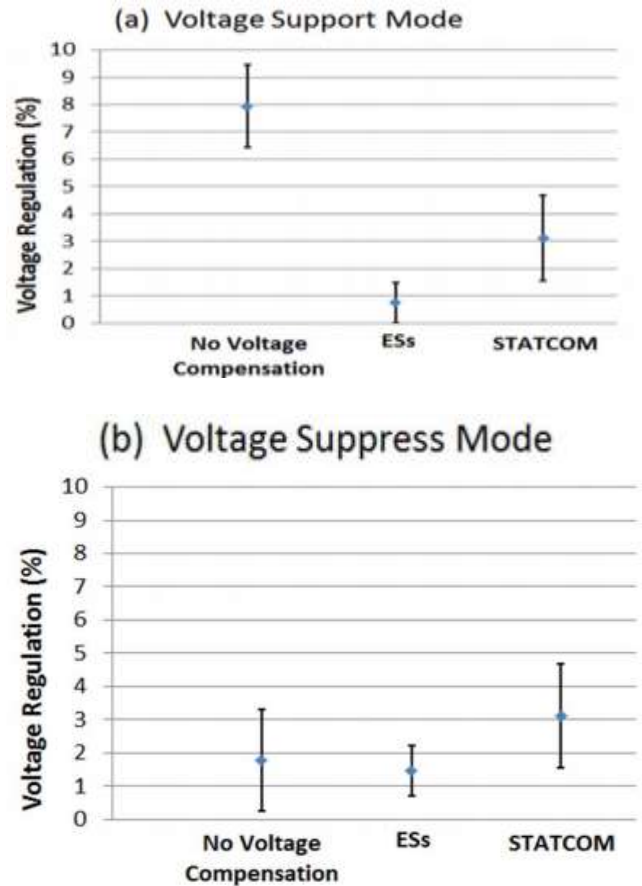 (a) Voltage Support Mode
Voltage Regulation (%)
10
9
8
7
6
5
4
3
2
1
0
No Voltage
Compensation
ESs
STATCOM
(b) Voltage Suppress Mode
Voltage Regulation (%)
10
9
8
7
6
5
4
3
2
1
0
No Voltage
Compensation
ESs
STATCOM